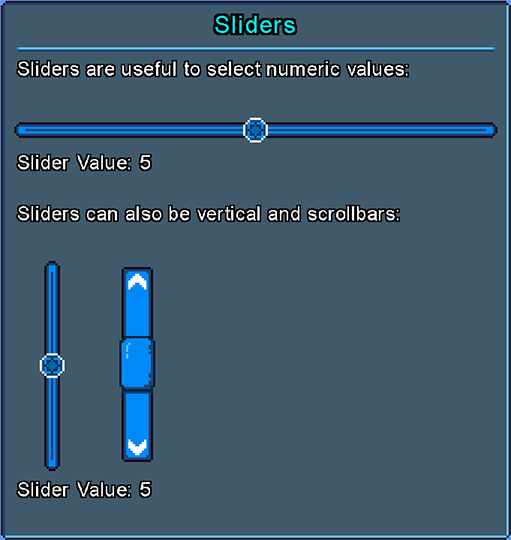 Sliders
Sliders are useful to select numeric values:
Slider Value: 5
Sliders can also be vertical and scrollbars:
Slider Value: 5